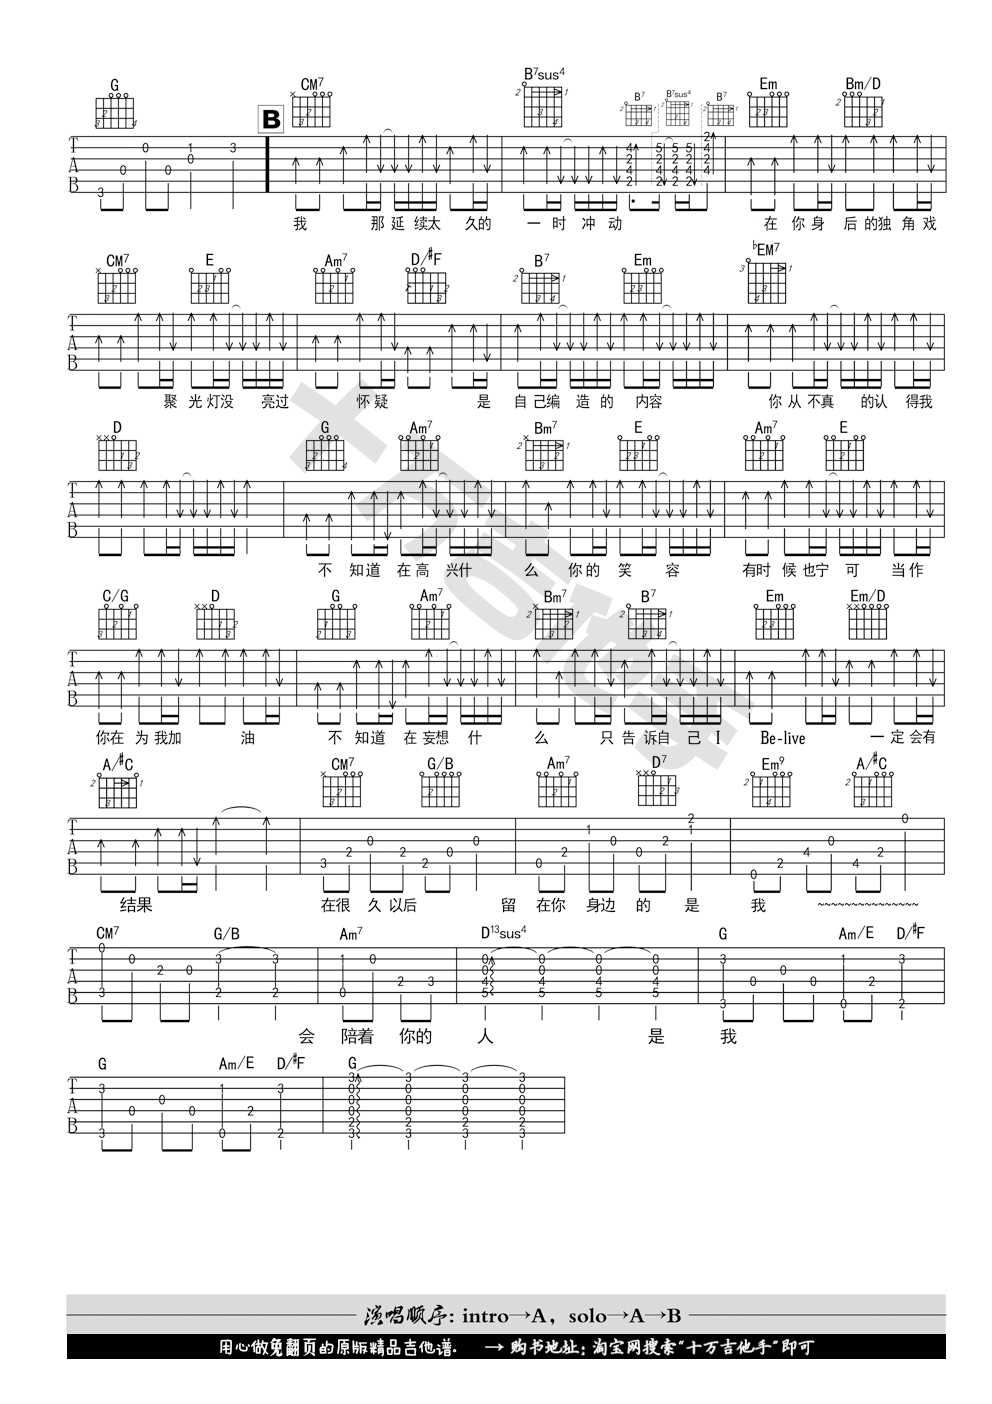 G CM7 B7sus4 B7 B7sus4 B7 Em Bm/D
B
我 那延续太久的 一时冲动 在你身后的独角戏
CM7 E Am7 D/#F B7 Em bEM7
聚光灯没亮过 怀疑 是自己编造的内容 你从不真的认得我
D G Am7 Bm7 E Am7 E
不知道在高兴什么你的笑容 有时候也宁可当作
C/G D G Am7 Bm7 B7 Em Em/D
你在为我加油 不知道在妄想什么 只告诉自己 I Be-live 一定会有
A/#C CM7 G/B Am7 D7 Em9 A/#C
结果 在很久以后 留在你身边的是我 ~~~~~~~~~~~~~~~
CM7 G/B Am7 D13sus4 G Am/E D/#F
会陪着你的人 是我
G Am/E D/#F G
十万吉他手
演唱顺序: intro→A, solo→A→B
用心做免翻页的原版精品吉他谱. → 购书地址: 淘宝网搜索"十万吉他手"即可